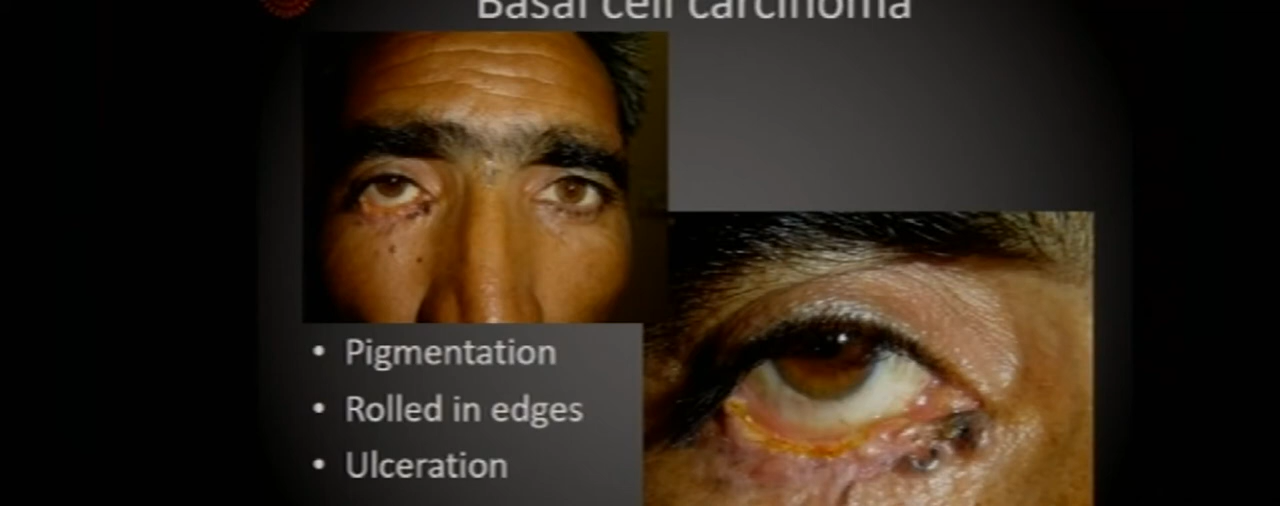 Basal cell carcinoma
• Pigmentation
• Rolled in edges
• Ulceration